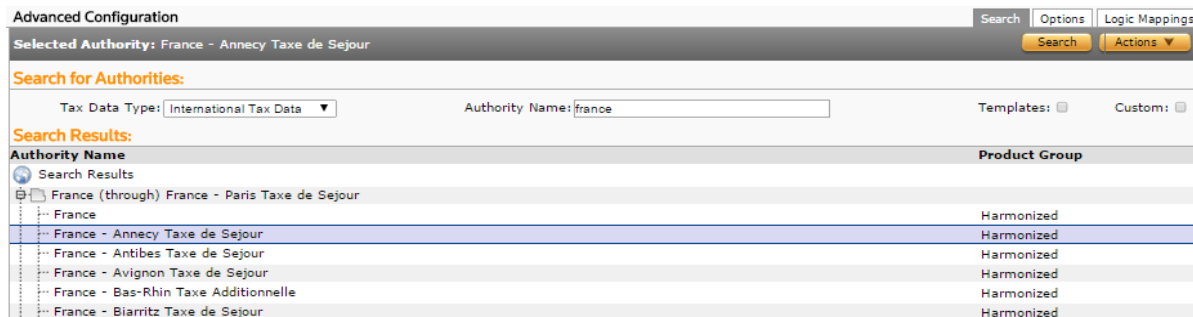 Advanced Configuration
Search Options Logic Mappings
Selected Authority: France - Annecy Taxe de Sejour Search Actions ▼
Search for Authorities:
Tax Data Type: International Tax Data ▼ Authority Name: france Templates: Custom:
Search Results:
Authority Name Product Group
Search Results
France (through) France - Paris Taxe de Sejour
France Harmonized
France - Annecy Taxe de Sejour Harmonized
France - Antibes Taxe de Sejour Harmonized
France - Avignon Taxe de Sejour Harmonized
France - Bas-Rhin Taxe Additionnelle Harmonized
France - Biarritz Taxe de Sejour Harmonized